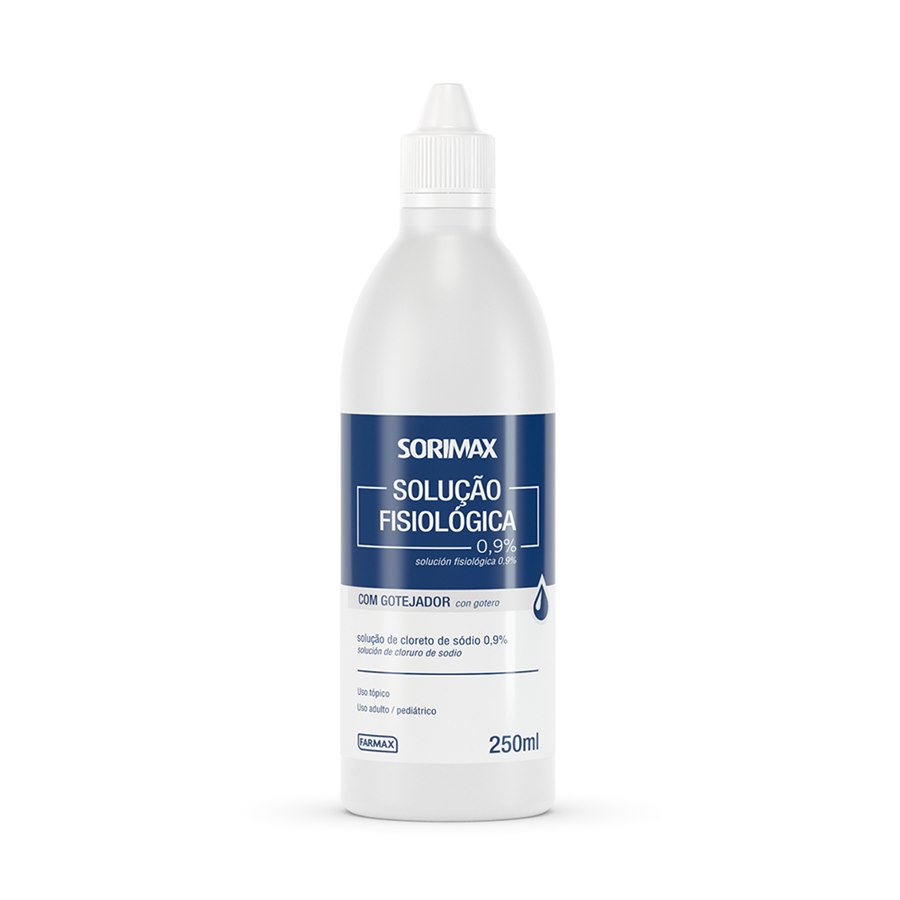 SORIMAX
SOLUÇÃO
FISIOLÓGICA
0,9%
solución fisiológica 0,9%
COM GOTEJADOR con gotero
solução de cloreto de sódio 0,9%
solución de cloruro de sodio
Uso tópico
Uso adulto / pediátrico
FARMAX
250ml